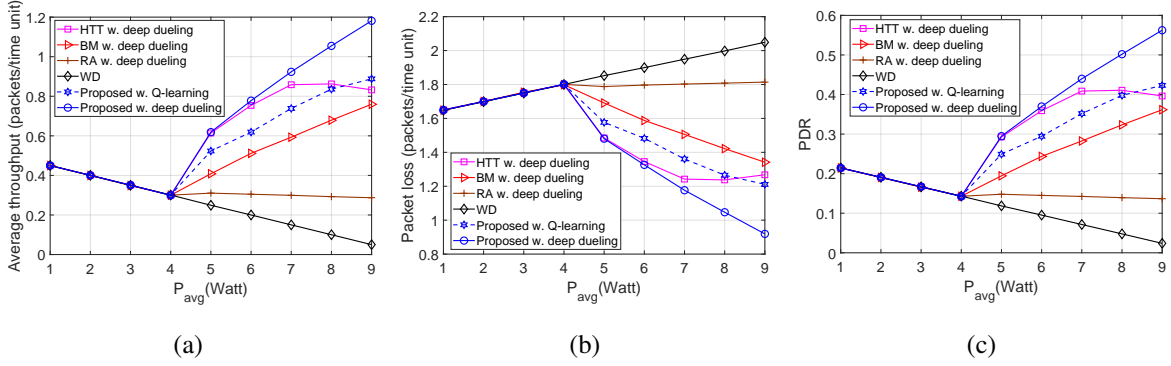 Average throughput (packets/time unit)
1.2
1
0.8
0.6
0.4
0.2
0
HTT w. deep dueling
BM w. deep dueling
RA w. deep dueling
WD
Proposed w. Q-learning
Proposed w. deep dueling
1 2 3 4 5 6 7 8 9
P_avg(Watt)
(a)
Packet loss (packets/time unit)
2.2
2
1.8
1.6
1.4
1.2
1
0.8
HTT w. deep dueling
BM w. deep dueling
RA w. deep dueling
WD
Proposed w. Q-learning
Proposed w. deep dueling
1 2 3 4 5 6 7 8 9
P_avg(Watt)
(b)
PDR
0.6
0.5
0.4
0.3
0.2
0.1
0
HTT w. deep dueling
BM w. deep dueling
RA w. deep dueling
WD
Proposed w. Q-learning
Proposed w. deep dueling
1 2 3 4 5 6 7 8 9
P_avg(Watt)
(c)